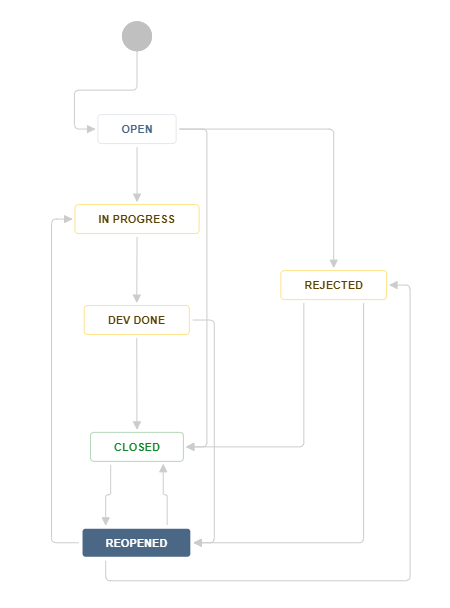 OPEN
IN PROGRESS
REJECTED
DEV DONE
CLOSED
REOPENED